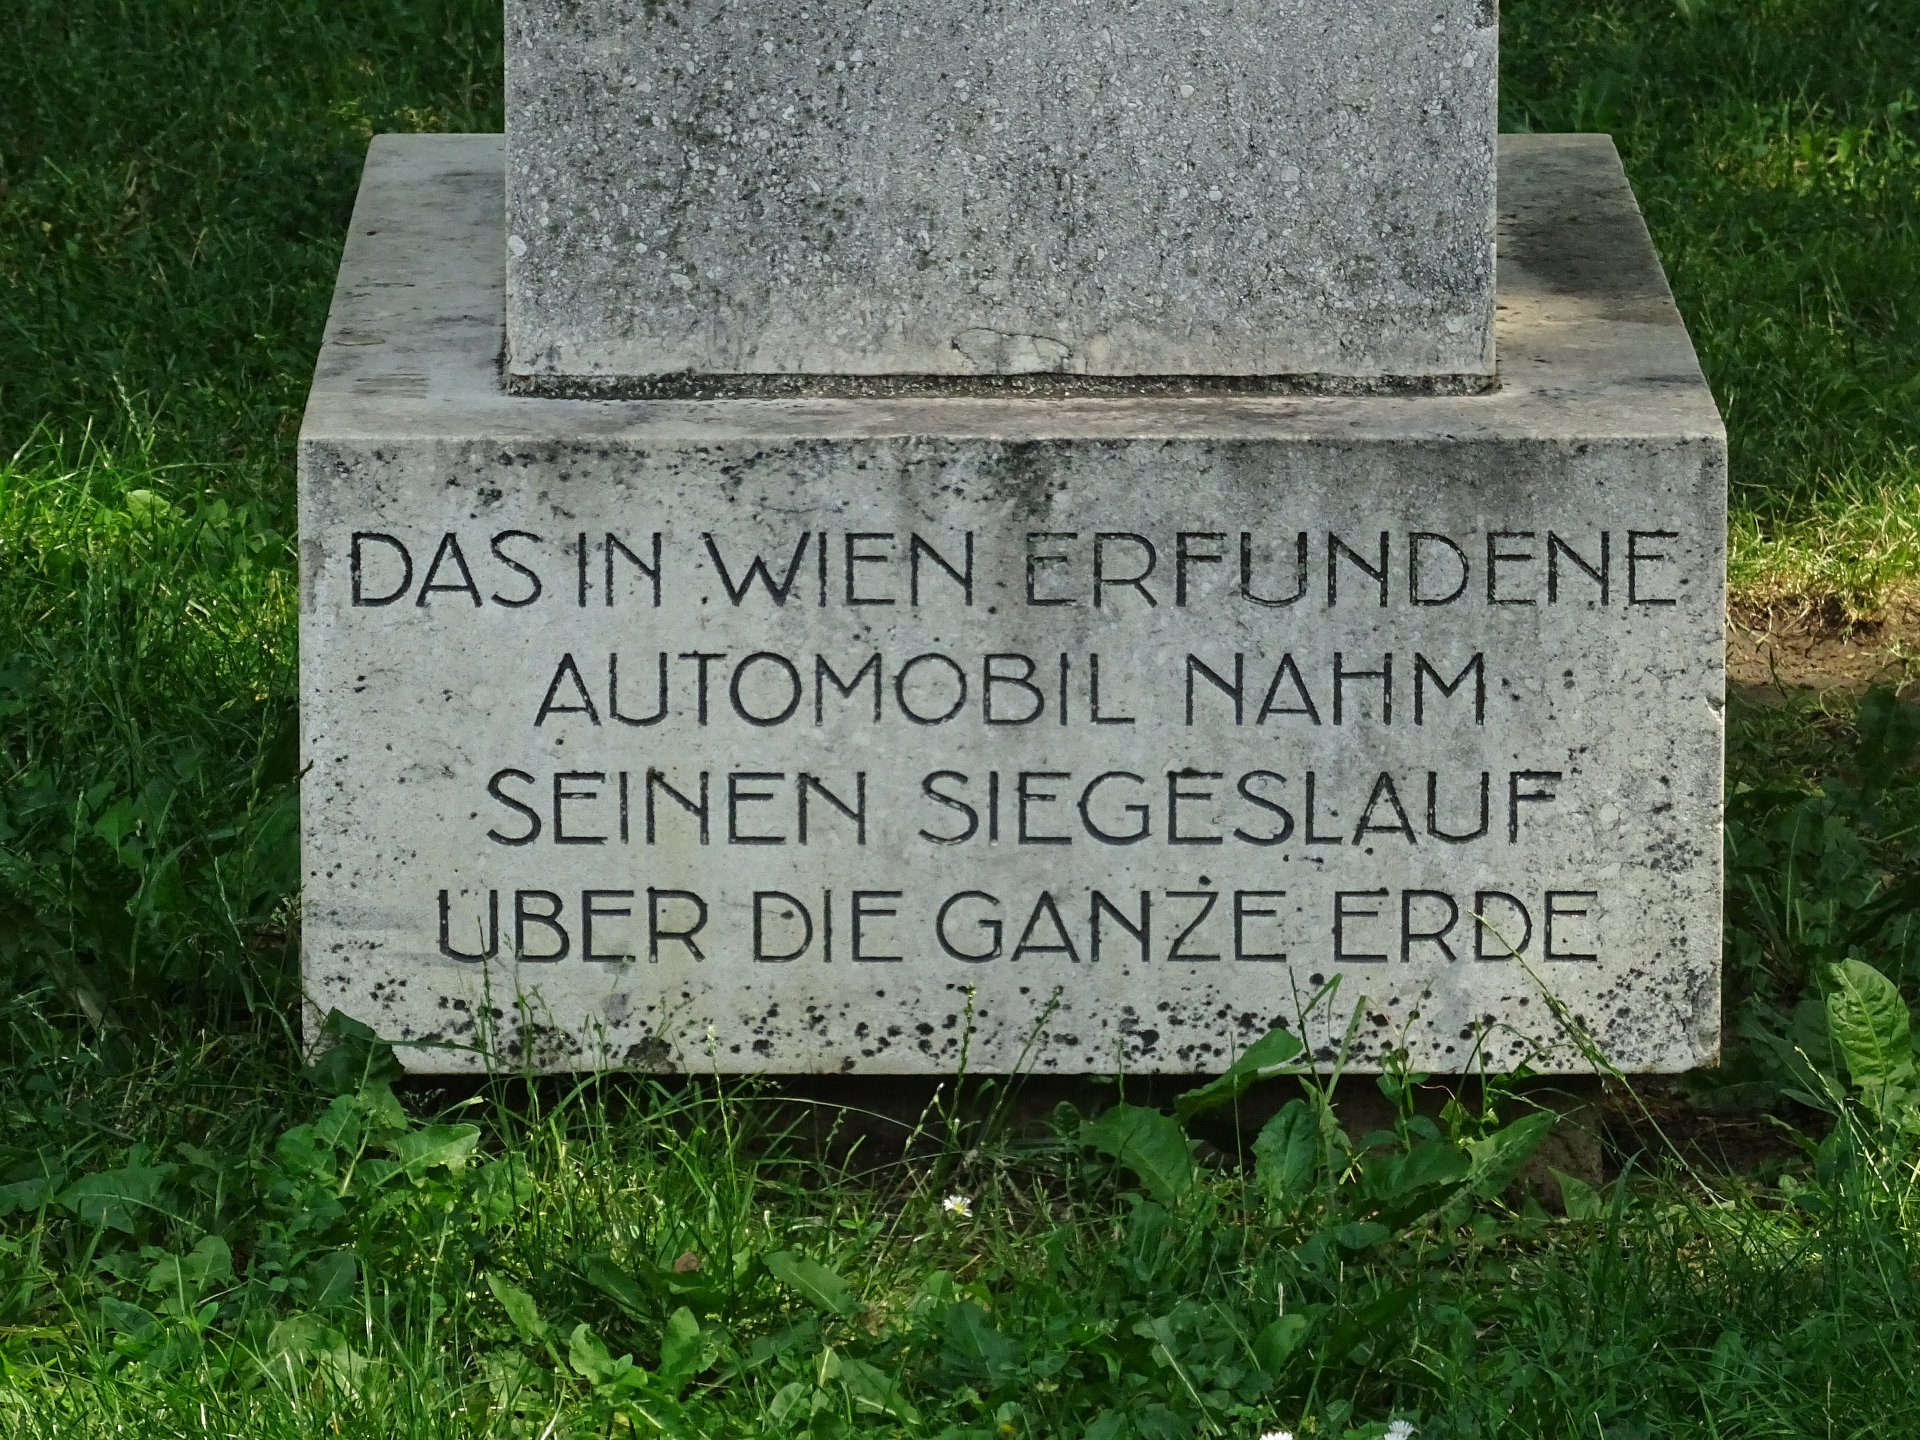 DAS IN WIEN ERFUNDENE
AUTOMOBIL NAHM
SEINEN SIEGESLAUF
UBER DIE GANZE ERDE